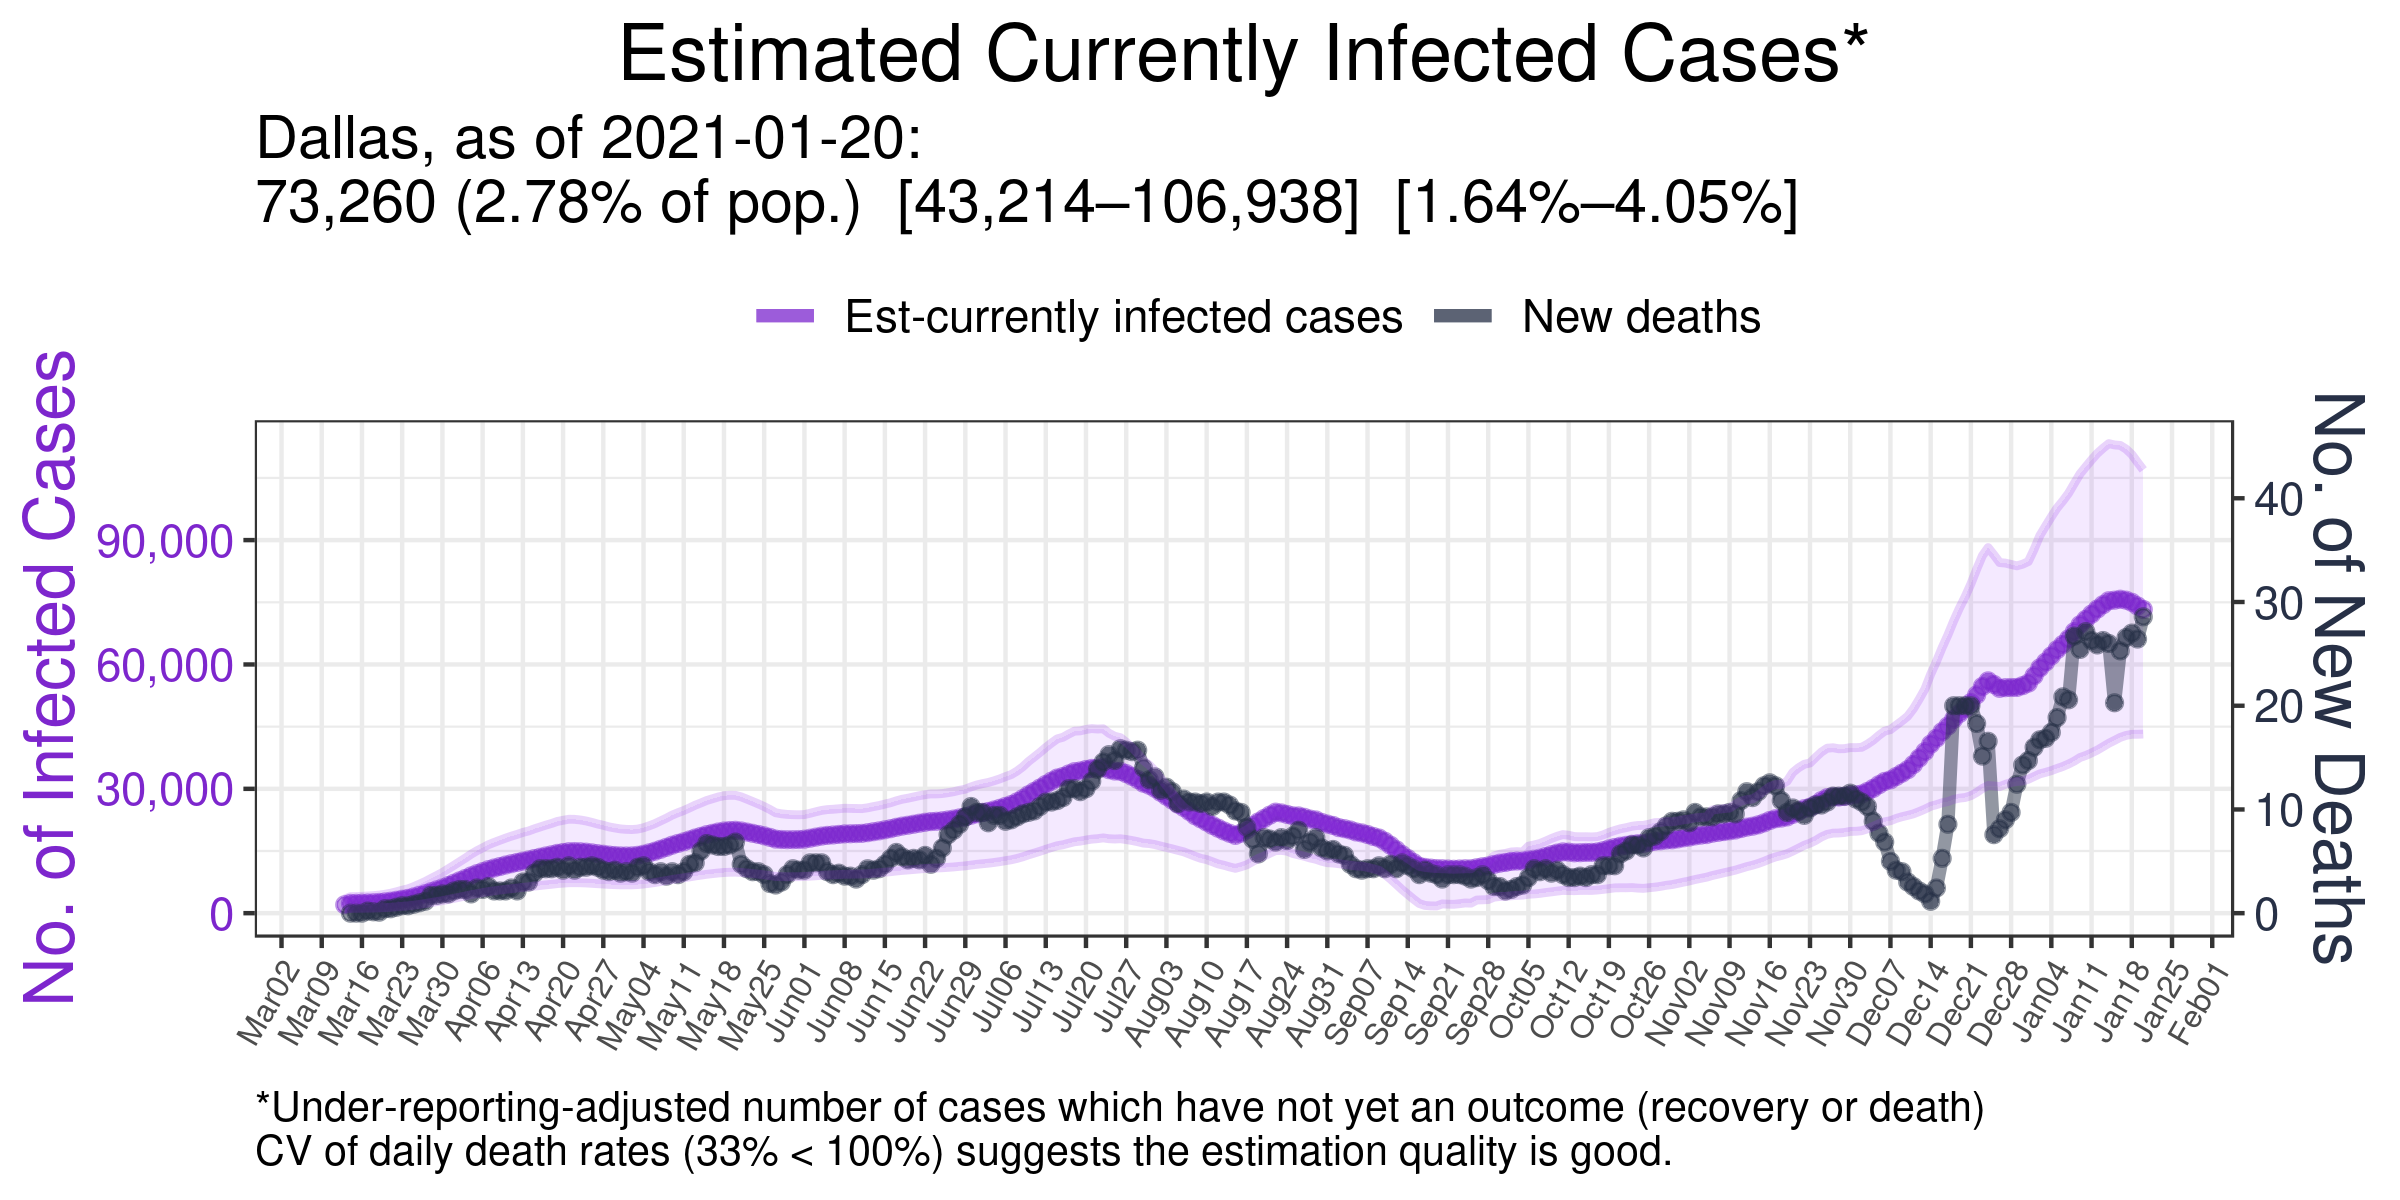 Estimated Currently Infected Cases*
Dallas, as of 2021-01-20:
73,260 (2.78% of pop.) [43,214–106,938] [1.64%–4.05%]
Est-currently infected cases
New deaths
No. of Infected Cases
90,000
60,000
30,000
0
40
30
20
10
0
No. of New Deaths
Mar02
Mar09
Mar16
Mar23
Mar30
Apr06
Apr13
Apr20
Apr27
May04
May11
May18
May25
Jun01
Jun08
Jun15
Jun22
Jun29
Jul06
Jul13
Jul20
Jul27
Aug03
Aug10
Aug17
Aug24
Aug31
Sep07
Sep14
Sep21
Sep28
Oct05
Oct12
Oct19
Oct26
Nov02
Nov09
Nov16
Nov23
Nov30
Dec07
Dec14
Dec21
Dec28
Jan04
Jan11
Jan18
Jan25
Feb01
*Under-reporting-adjusted number of cases which have not yet an outcome (recovery or death)
CV of daily death rates (33% < 100%) suggests the estimation quality is good.